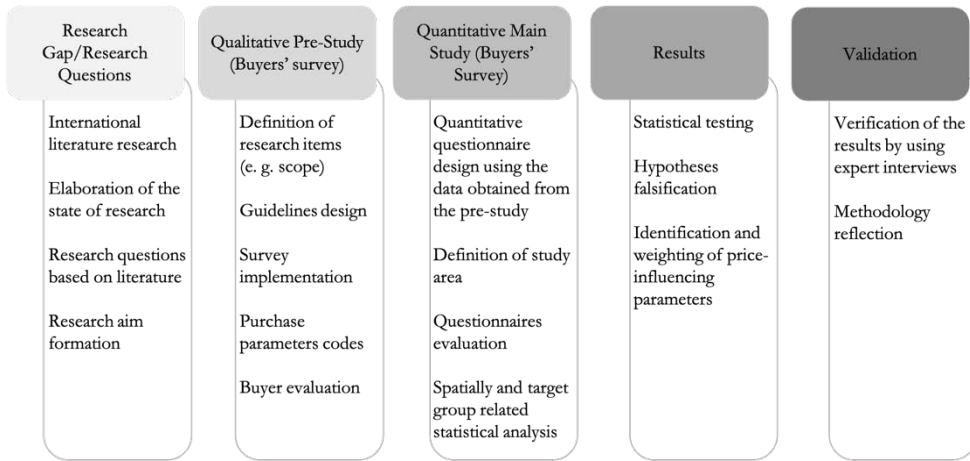 Research
Gap/Research
Questions
International
literature research
Elaboration of the
state of research
Research questions
based on literature
Research aim
formation
Qualitative Pre-Study
(Buyers’ survey)
Definition of
research items
(e. g. scope)
Guidelines design
Survey
implementation
Purchase
parameters codes
Buyer evaluation
Quantitative Main
Study (Buyers’
Survey)
Quantitative
questionnaire
design using the
data obtained from
the pre-study
Definition of study
area
Questionnaires
evaluation
Spatially and target
group related
statistical analysis
Results
Statistical testing
Hypotheses
falsification
Identification and
weighting of price-
influencing
parameters
Validation
Verification of the
results by using
expert interviews
Methodology
reflection